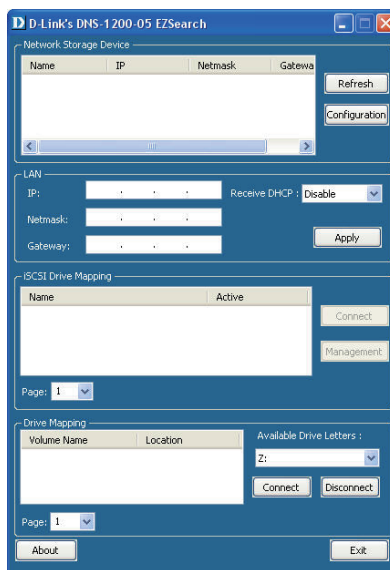 D D-Link's DNS-1200-05 EZSearch
Network Storage Device
Name IP Netmask Gatewa
Refresh
Configuration
LAN
IP: . . . Receive DHCP : Disable
Netmask: . . .
Gateway: . . .
Apply
iSCSI Drive Mapping
Name Active
Connect
Management
Page: 1
Drive Mapping
Volume Name Location
Available Drive Letters :
Z:
Connect Disconnect
Page: 1
About Exit